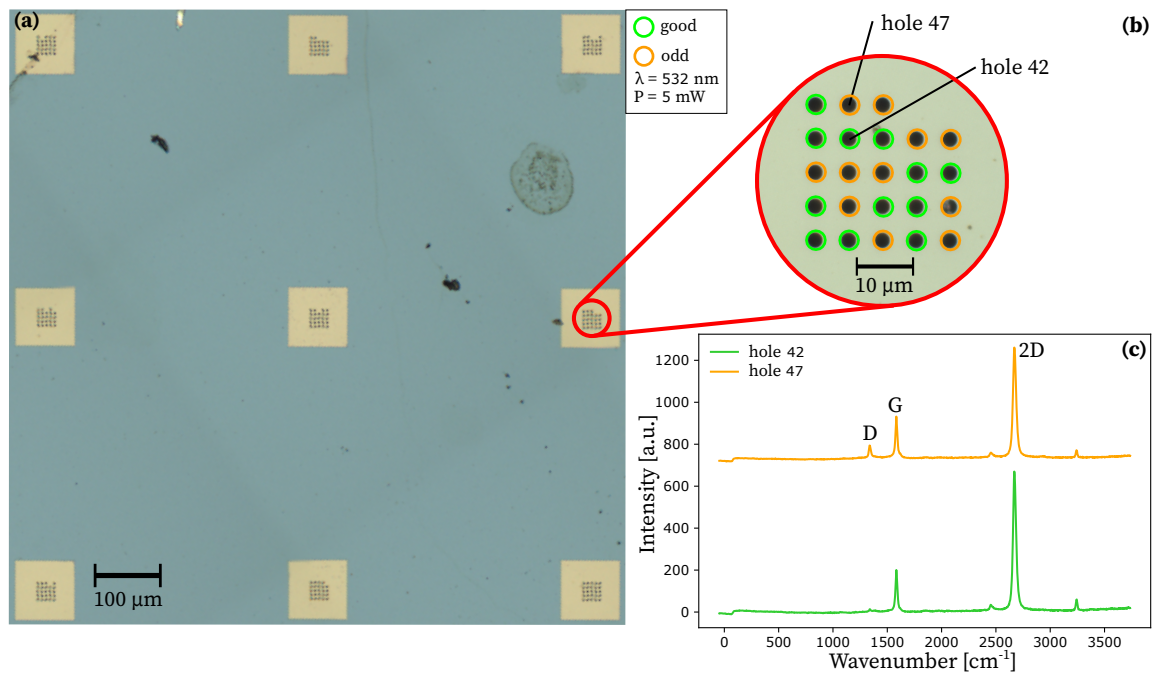 (a)
good
odd
λ = 532 nm
P = 5 mW
100 μm
(b)
hole 47
hole 42
10 μm
(c)
hole 42
hole 47
D
G
2D
Intensity [a.u.]
1200
1000
800
600
400
200
0
0
500
1000
1500
2000
2500
3000
3500
Wavenumber [cm⁻¹]